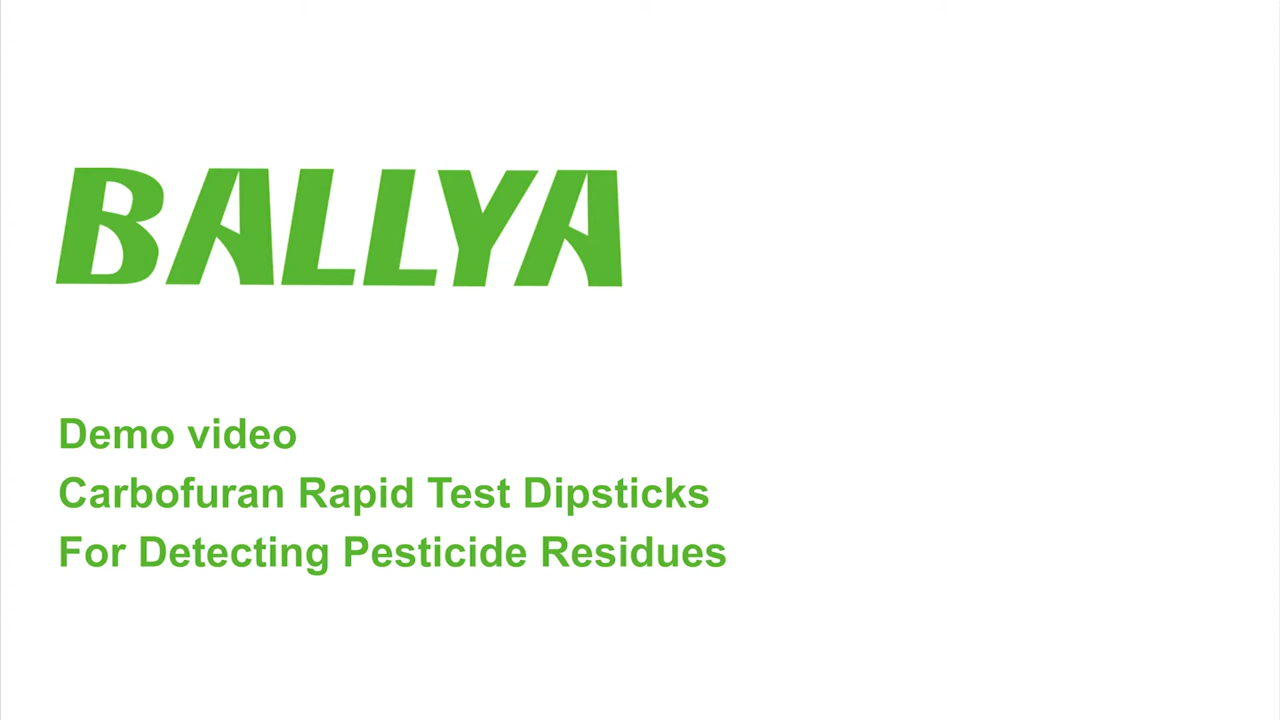 BALLYA
Demo video
Carbofuran Rapid Test Dipsticks
For Detecting Pesticide Residues